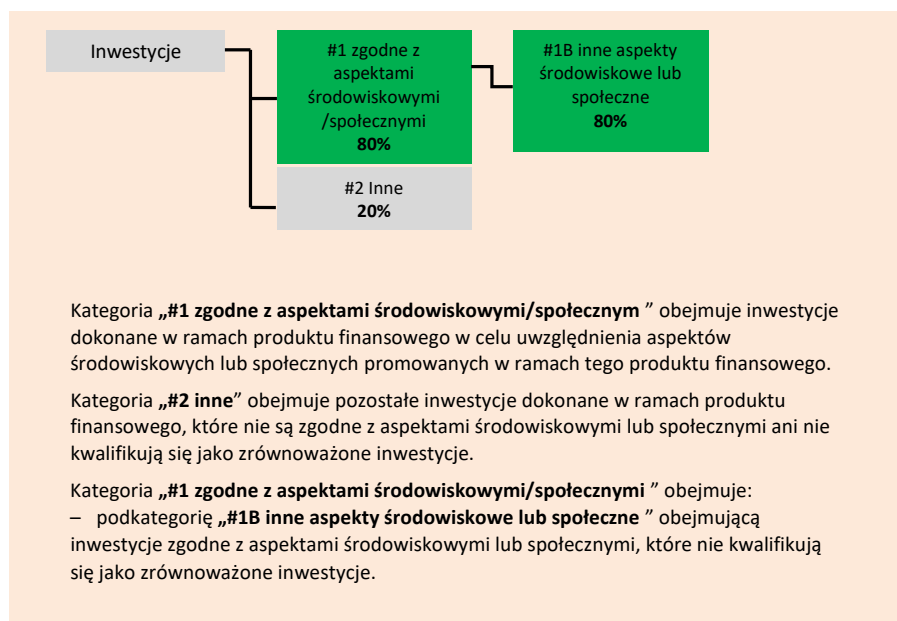 Inwestycje
#1 zgodne z
aspektami
środowiskowymi
/społecznymi
80%
#1B inne aspekty
środowiskowe lub
społeczne
80%
#2 Inne
20%
Kategoria „#1 zgodne z aspektami środowiskowymi/społecznym ” obejmuje inwestycje
dokonane w ramach produktu finansowego w celu uwzględnienia aspektów
środowiskowych lub społecznych promowanych w ramach tego produktu finansowego.
Kategoria „#2 inne” obejmuje pozostałe inwestycje dokonane w ramach produktu
finansowego, które nie są zgodne z aspektami środowiskowymi lub społecznymi ani nie
kwalifikują się jako zrównoważone inwestycje.
Kategoria „#1 zgodne z aspektami środowiskowymi/społecznymi ” obejmuje:
– podkategorię „#1B inne aspekty środowiskowe lub społeczne ” obejmującą
inwestycje zgodne z aspektami środowiskowymi lub społecznymi, które nie kwalifikują
się jako zrównoważone inwestycje.